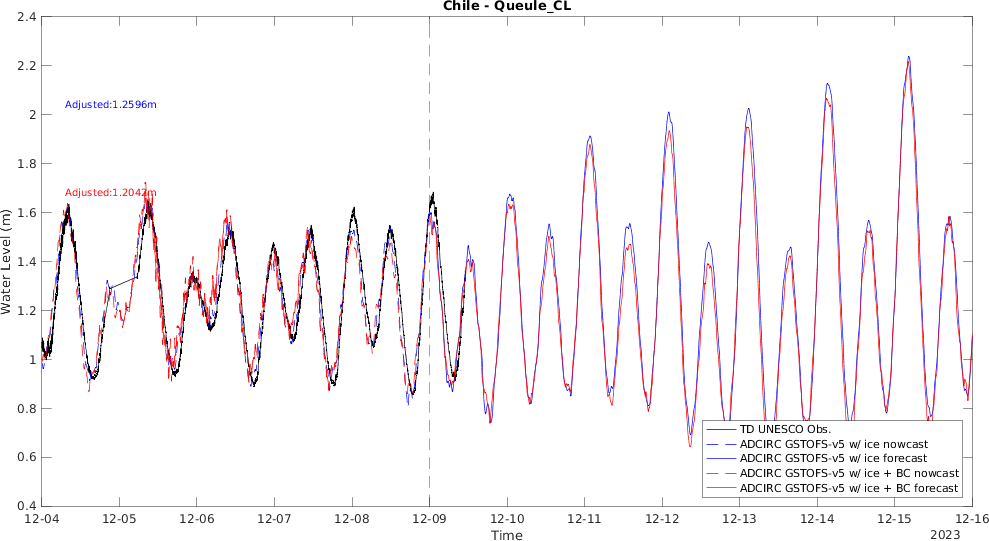 Chile - Queule_CL
2.4
2.2
2
1.8
1.6
1.4
1.2
1
0.8
0.6
0.4
Water Level (m)
Adjusted:1.2596m
Adjusted:1.2042m
TD UNESCO Obs.
ADCIRC GSTOFS-v5 w/ ice nowcast
ADCIRC GSTOFS-v5 w/ ice forecast
ADCIRC GSTOFS-v5 w/ ice + BC nowcast
ADCIRC GSTOFS-v5 w/ ice + BC forecast
12-04 12-05 12-06 12-07 12-08 12-09 12-10 12-11 12-12 12-13 12-14 12-15 12-16
Time
2023